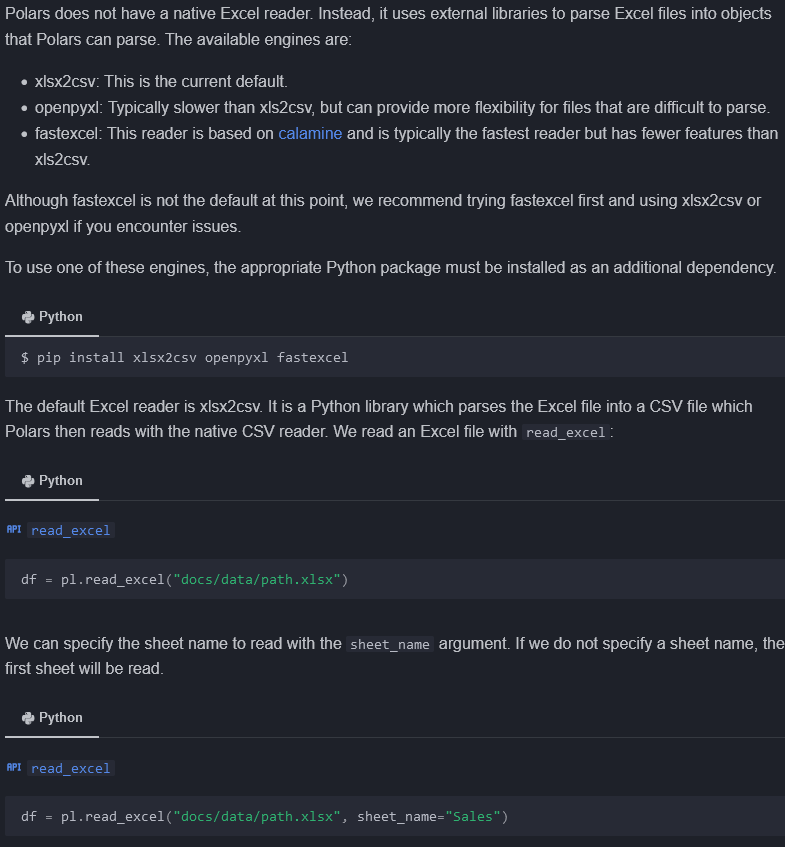 Polars does not have a native Excel reader. Instead, it uses external libraries to parse Excel files into objects
that Polars can parse. The available engines are:
• xlsx2csv: This is the current default.
• openpyxl: Typically slower than xls2csv, but can provide more flexibility for files that are difficult to parse.
• fastexcel: This reader is based on calamine and is typically the fastest reader but has fewer features than
xls2csv.
Although fastexcel is not the default at this point, we recommend trying fastexcel first and using xlsx2csv or
openpyxl if you encounter issues.
To use one of these engines, the appropriate Python package must be installed as an additional dependency.
Python
$ pip install xlsx2csv openpyxl fastexcel
The default Excel reader is xlsx2csv. It is a Python library which parses the Excel file into a CSV file which
Polars then reads with the native CSV reader. We read an Excel file with read_excel:
Python
API read_excel
df = pl.read_excel("docs/data/path.xlsx")
We can specify the sheet name to read with the sheet_name argument. If we do not specify a sheet name, the
first sheet will be read.
Python
API read_excel
df = pl.read_excel("docs/data/path.xlsx", sheet_name="Sales")